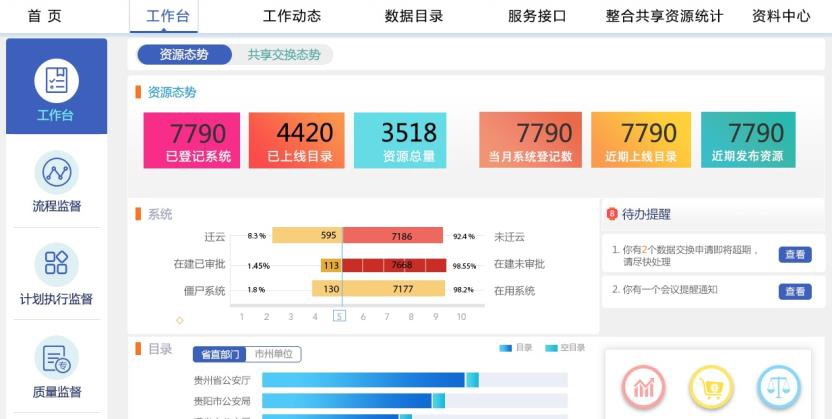 首 页
工作台
工作动态
数据目录
服务接口
整合共享资源统计
资料中心
工作台
流程监督
计划执行监督
质量监督
资源态势
共享交换态势
资源态势
7790
已登记系统
4420
已上线目录
3518
资源总量
7790
当月系统登记数
7790
近期上线目录
7790
近期发布资源
系统
迁云 8.3 % 595 7186 92.4 % 未迁云
在建已审批 1.45% 113 7668 98.55% 在建未审批
僵尸系统 1.8 % 130 7177 98.2% 在用系统
1 2 3 4 5 6 7 8 9 10
8 待办提醒
1. 你有2个数据交换申请即将超期，
请尽快处理
查看
2. 你有一个会议提醒通知
查看
目录
省直部门
市州单位
目录
空目录
贵州省公安厅
贵阳市公安局